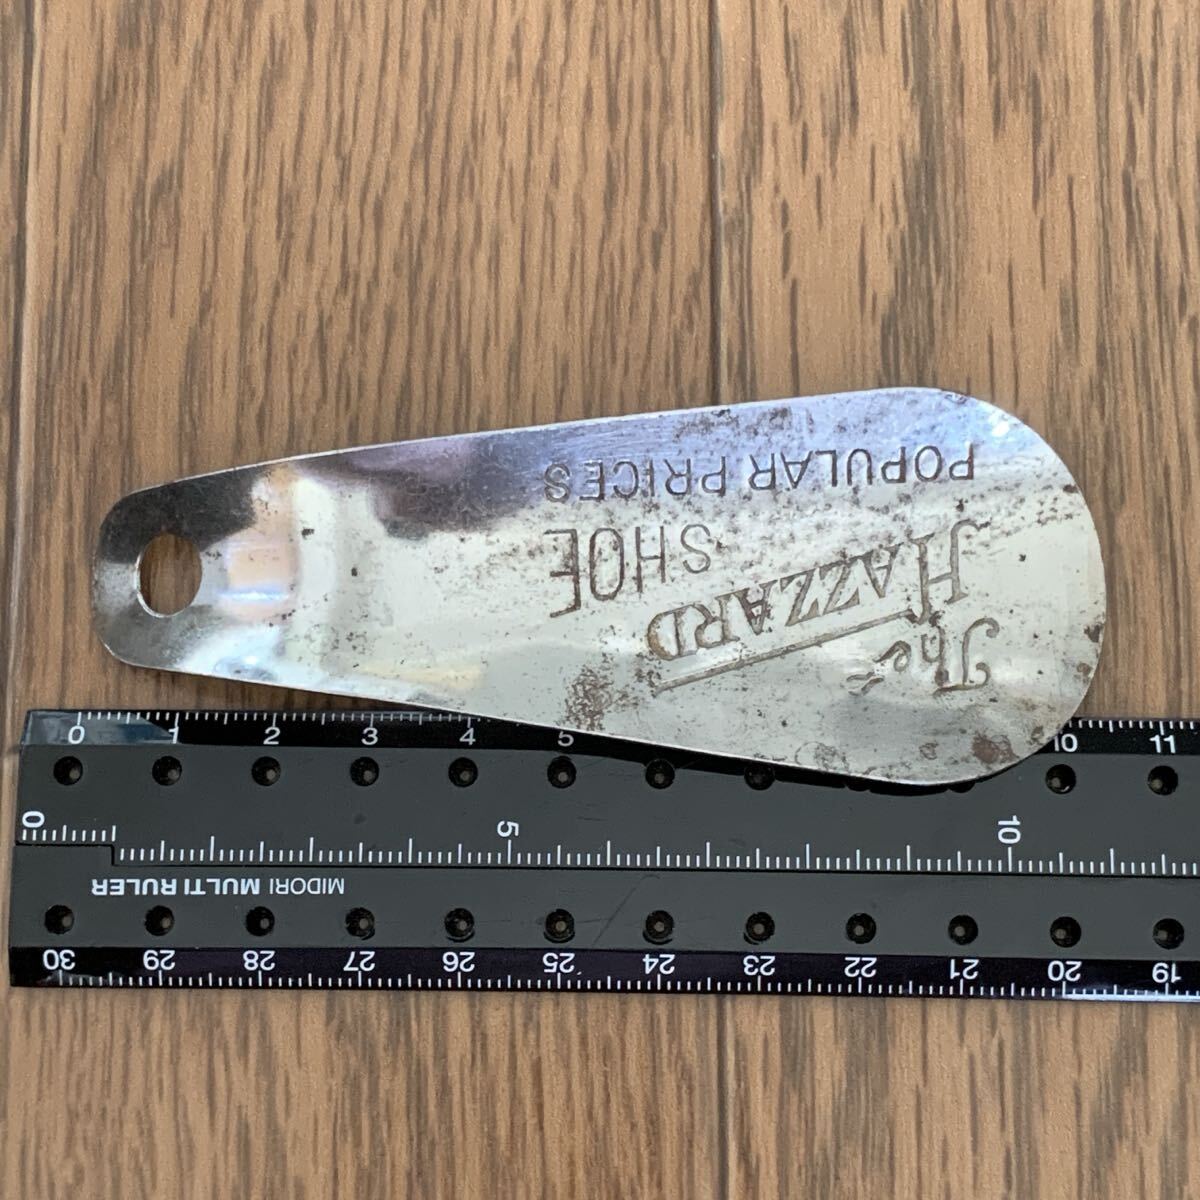 The
HAZZARD
SHOE
POPULAR PRICES
0 1 2 3 4 5 10 11
0 5 10
MIDORI MULTI RULER
30 29 28 27 26 25 24 23 22 21 20 19